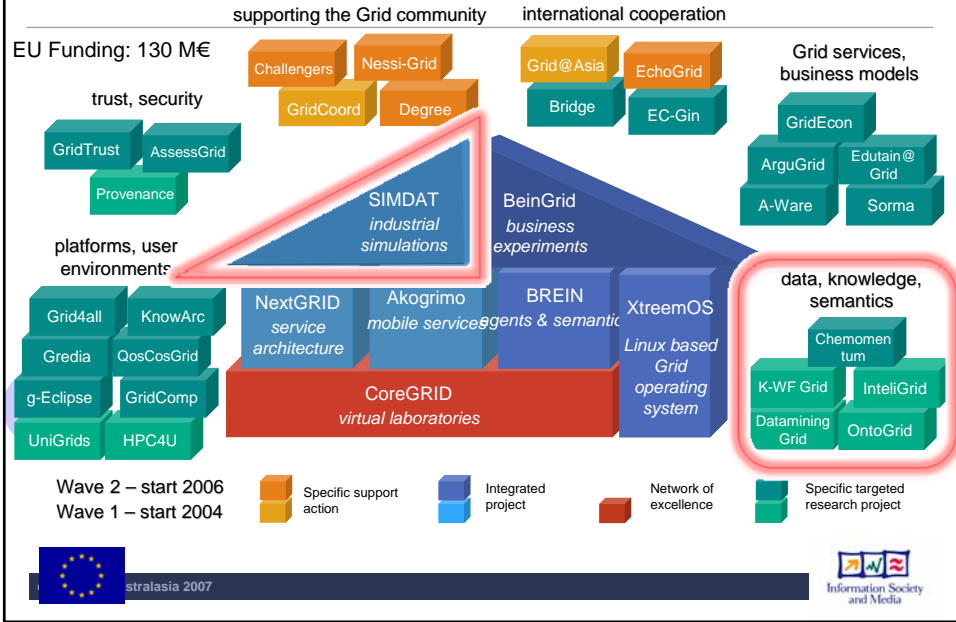 supporting the Grid community
international cooperation
EU Funding: 130 M€
Challengers
Nessi-Grid
GridCoord
Degree
Grid@Asia
EchoGrid
Bridge
EC-Gin
Grid services,
business models
GridEcon
ArguGrid
Edutain@
Grid
A-Ware
Sorma
trust, security
GridTrust
AssessGrid
Provenance
SIMDAT
industrial
simulations
BeinGrid
business
experiments
platforms, user
environments
Grid4all
KnowArc
Gredia
QosCosGrid
g-Eclipse
GridComp
UniGrids
HPC4U
NextGRID
service
architecture
Akogrimo
mobile services
BREIN
agents & semantic
XtreemOS
Linux based
Grid
operating
system
CoreGRID
virtual laboratories
data, knowledge,
semantics
Chemomen
tum
K-WF Grid
InteliGrid
Datamining
Grid
OntoGrid
Wave 2 – start 2006
Wave 1 – start 2004
Specific support
action
Integrated
project
Network of
excellence
Specific targeted
research project
stralasia 2007
Information Society
and Media